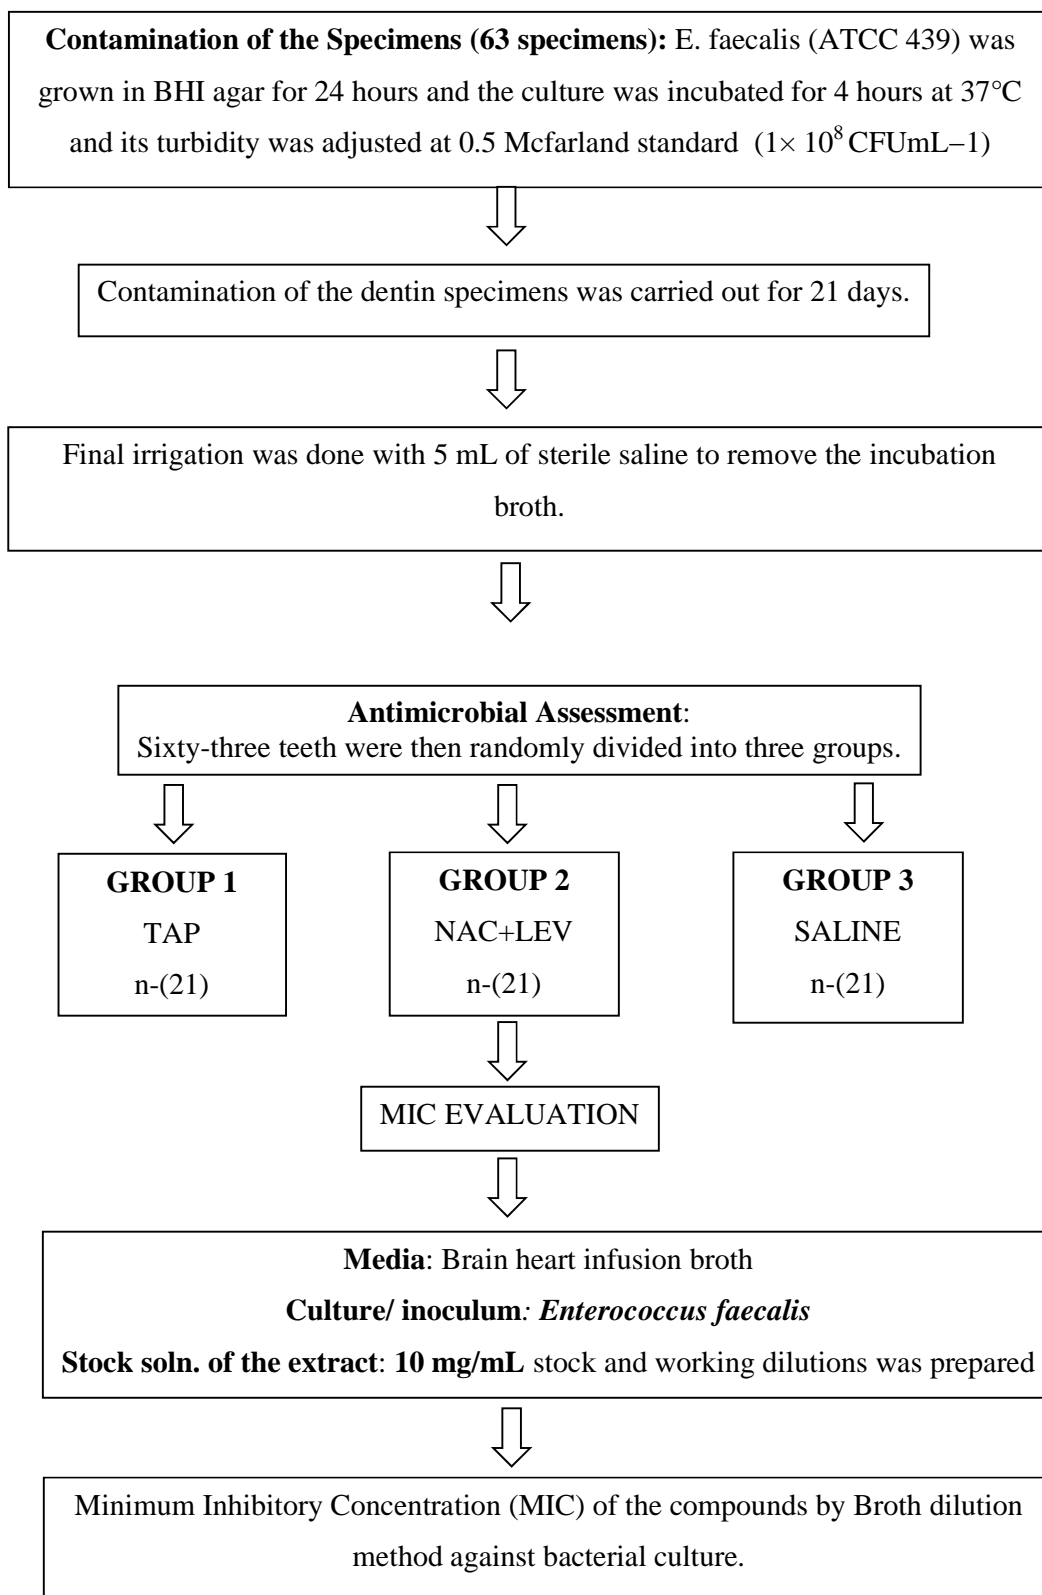 Contamination of the Specimens (63 specimens): E. faecalis (ATCC 439) was
grown in BHI agar for 24 hours and the culture was incubated for 4 hours at 37°C
and its turbidity was adjusted at 0.5 Mcfarland standard (1× 10⁸ CFUmL–1)
Contamination of the dentin specimens was carried out for 21 days.
Final irrigation was done with 5 mL of sterile saline to remove the incubation
broth.
Antimicrobial Assessment:
Sixty-three teeth were then randomly divided into three groups.
GROUP 1
TAP
n-(21)
GROUP 2
NAC+LEV
n-(21)
GROUP 3
SALINE
n-(21)
MIC EVALUATION
Media: Brain heart infusion broth
Culture/ inoculum: Enterococcus faecalis
Stock soln. of the extract: 10 mg/mL stock and working dilutions was prepared
Minimum Inhibitory Concentration (MIC) of the compounds by Broth dilution
method against bacterial culture.